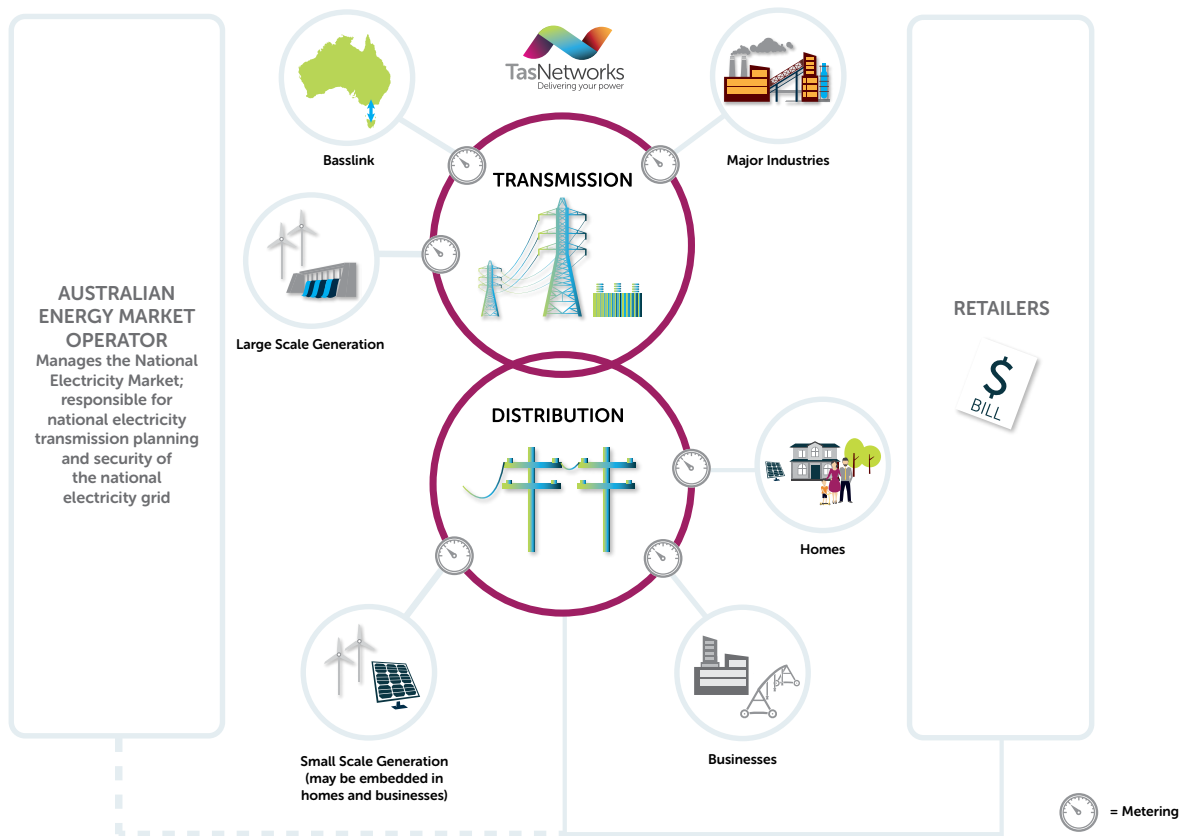 TasNetworks
Delivering your power
Basslink
Major Industries
TRANSMISSION
Large Scale Generation
AUSTRALIAN
ENERGY MARKET
OPERATOR
Manages the National
Electricity Market;
responsible for
national electricity
transmission planning
and security of
the national
electricity grid
RETAILERS
$
BILL
DISTRIBUTION
Homes
Small Scale Generation
(may be embedded in
homes and businesses)
Businesses
= Metering